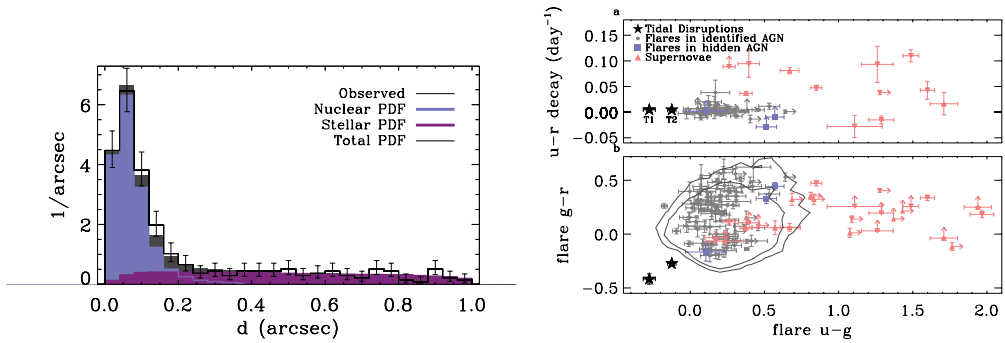 Observed
Nuclear PDF
Stellar PDF
Total PDF
1/arcsec
6
4
2
0
0.0 0.2 0.4 0.6 0.8 1.0
d (arcsec)
a
Tidal Disruptions
Flares in identified AGN
Flares in hidden AGN
Supernovae
u-r decay (day⁻¹)
0.15
0.10
0.05
0.00
0.00
-0.05
T1 T2
b
flare g-r
0.5
0.0
-0.5
0.0 0.5 1.0 1.5 2.0
flare u-g